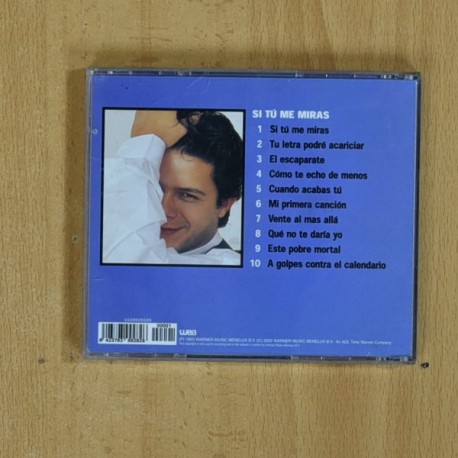 SI TÚ ME MIRAS
1 Si tú me miras
2 Tu letra podré acariciar
3 El escaparate
4 Cómo te echo de menos
5 Cuando acabas tú
6 Mi primera canción
7 Vente al mas allá
8 Qué no te daría yo
9 Este pobre mortal
10 A golpes contra el calendario
wea